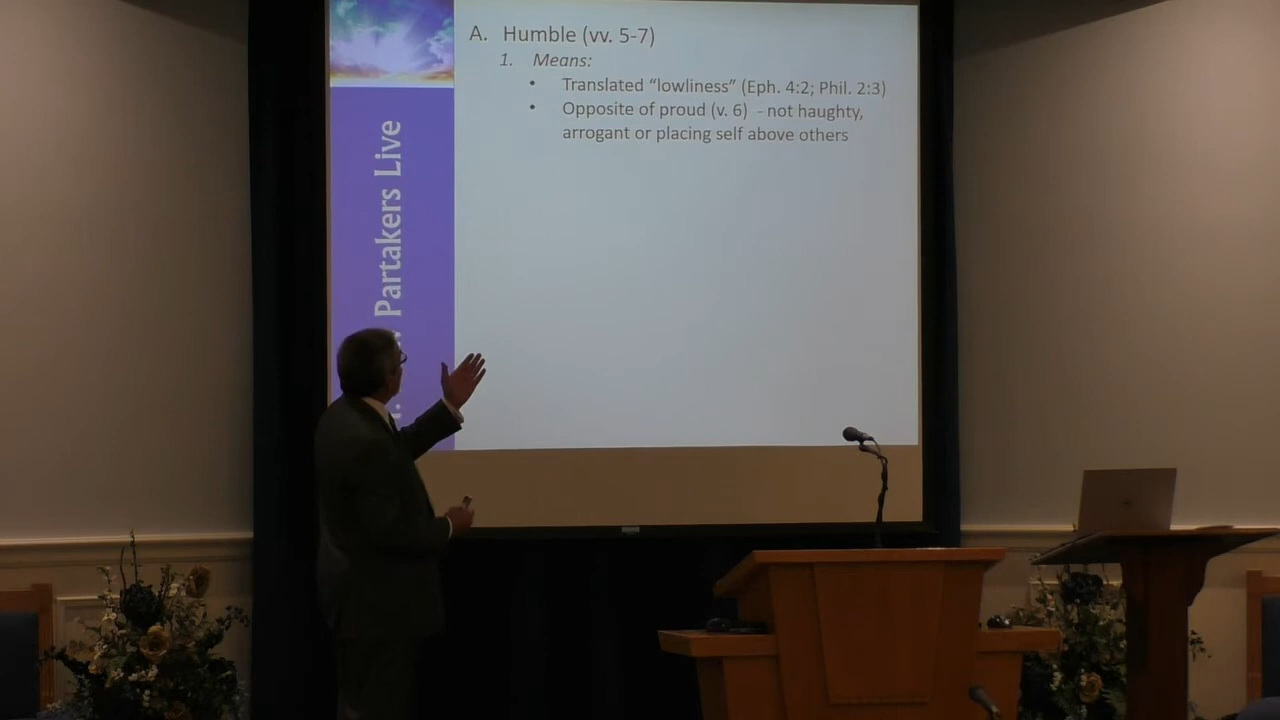 A. Humble (vv. 5-7)
1. Means:
• Translated “lowliness” (Eph. 4:2; Phil. 2:3)
• Opposite of proud (v. 6) - not haughty,
arrogant or placing self above others
Partakers Live